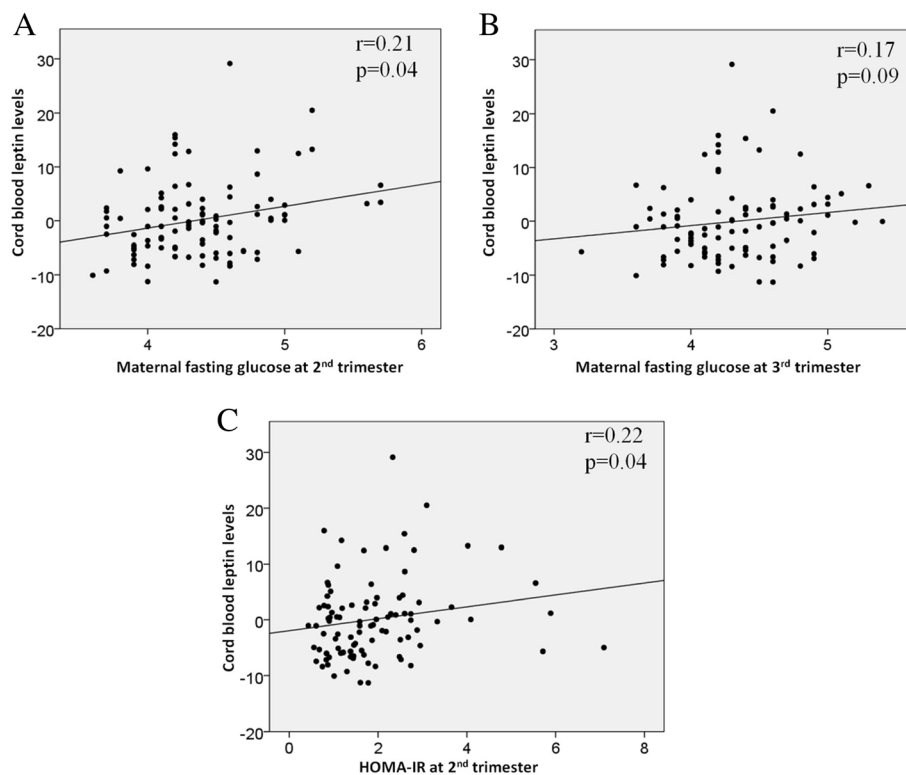 A
r=0.21
p=0.04
Cord blood leptin levels
30
20
10
0
-10
-20
4
5
6
Maternal fasting glucose at 2nd trimester
B
r=0.17
p=0.09
Cord blood leptin levels
30
20
10
0
-10
-20
3
4
5
Maternal fasting glucose at 3rd trimester
C
r=0.22
p=0.04
Cord blood leptin levels
30
20
10
0
-10
-20
0
2
4
6
8
HOMA-IR at 2nd trimester